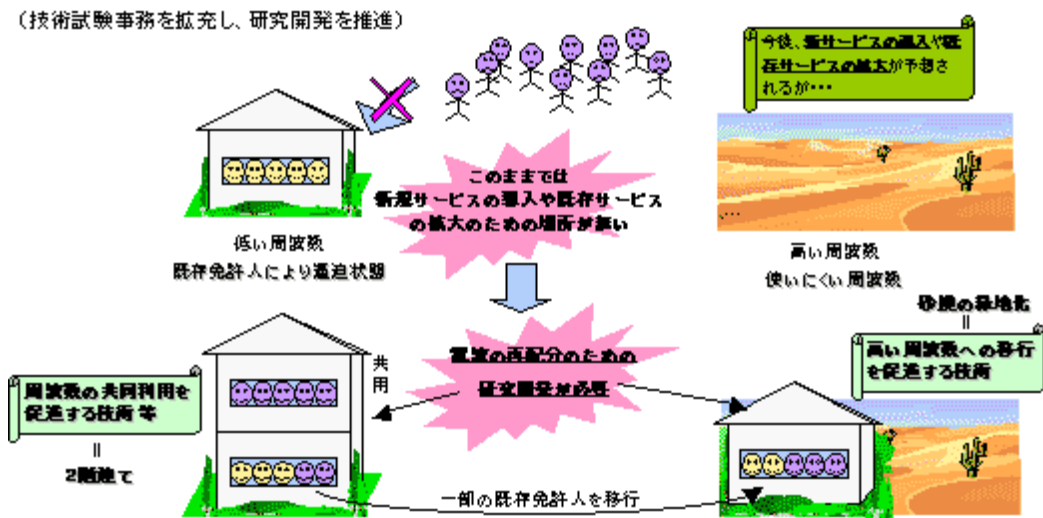 （技術試験事務を拡充し、研究開発を推進）
今後、新サービスの導入や既
存サービスの拡大が予想さ
れるが・・・
このままでは
新規サービスの導入や既存サービス
の拡大のための場所が無い
・・・
低い周波数
既存免許人により逼迫状態
高い周波数
使いにくい周波数
砂漠の緑地化
＝
高い周波数への移行
を促進する技術
電波の再配分のための
研究開発が必要
共用
周波数の共同利用を
促進する技術 等
＝
2階建て
一部の既存免許人を移行